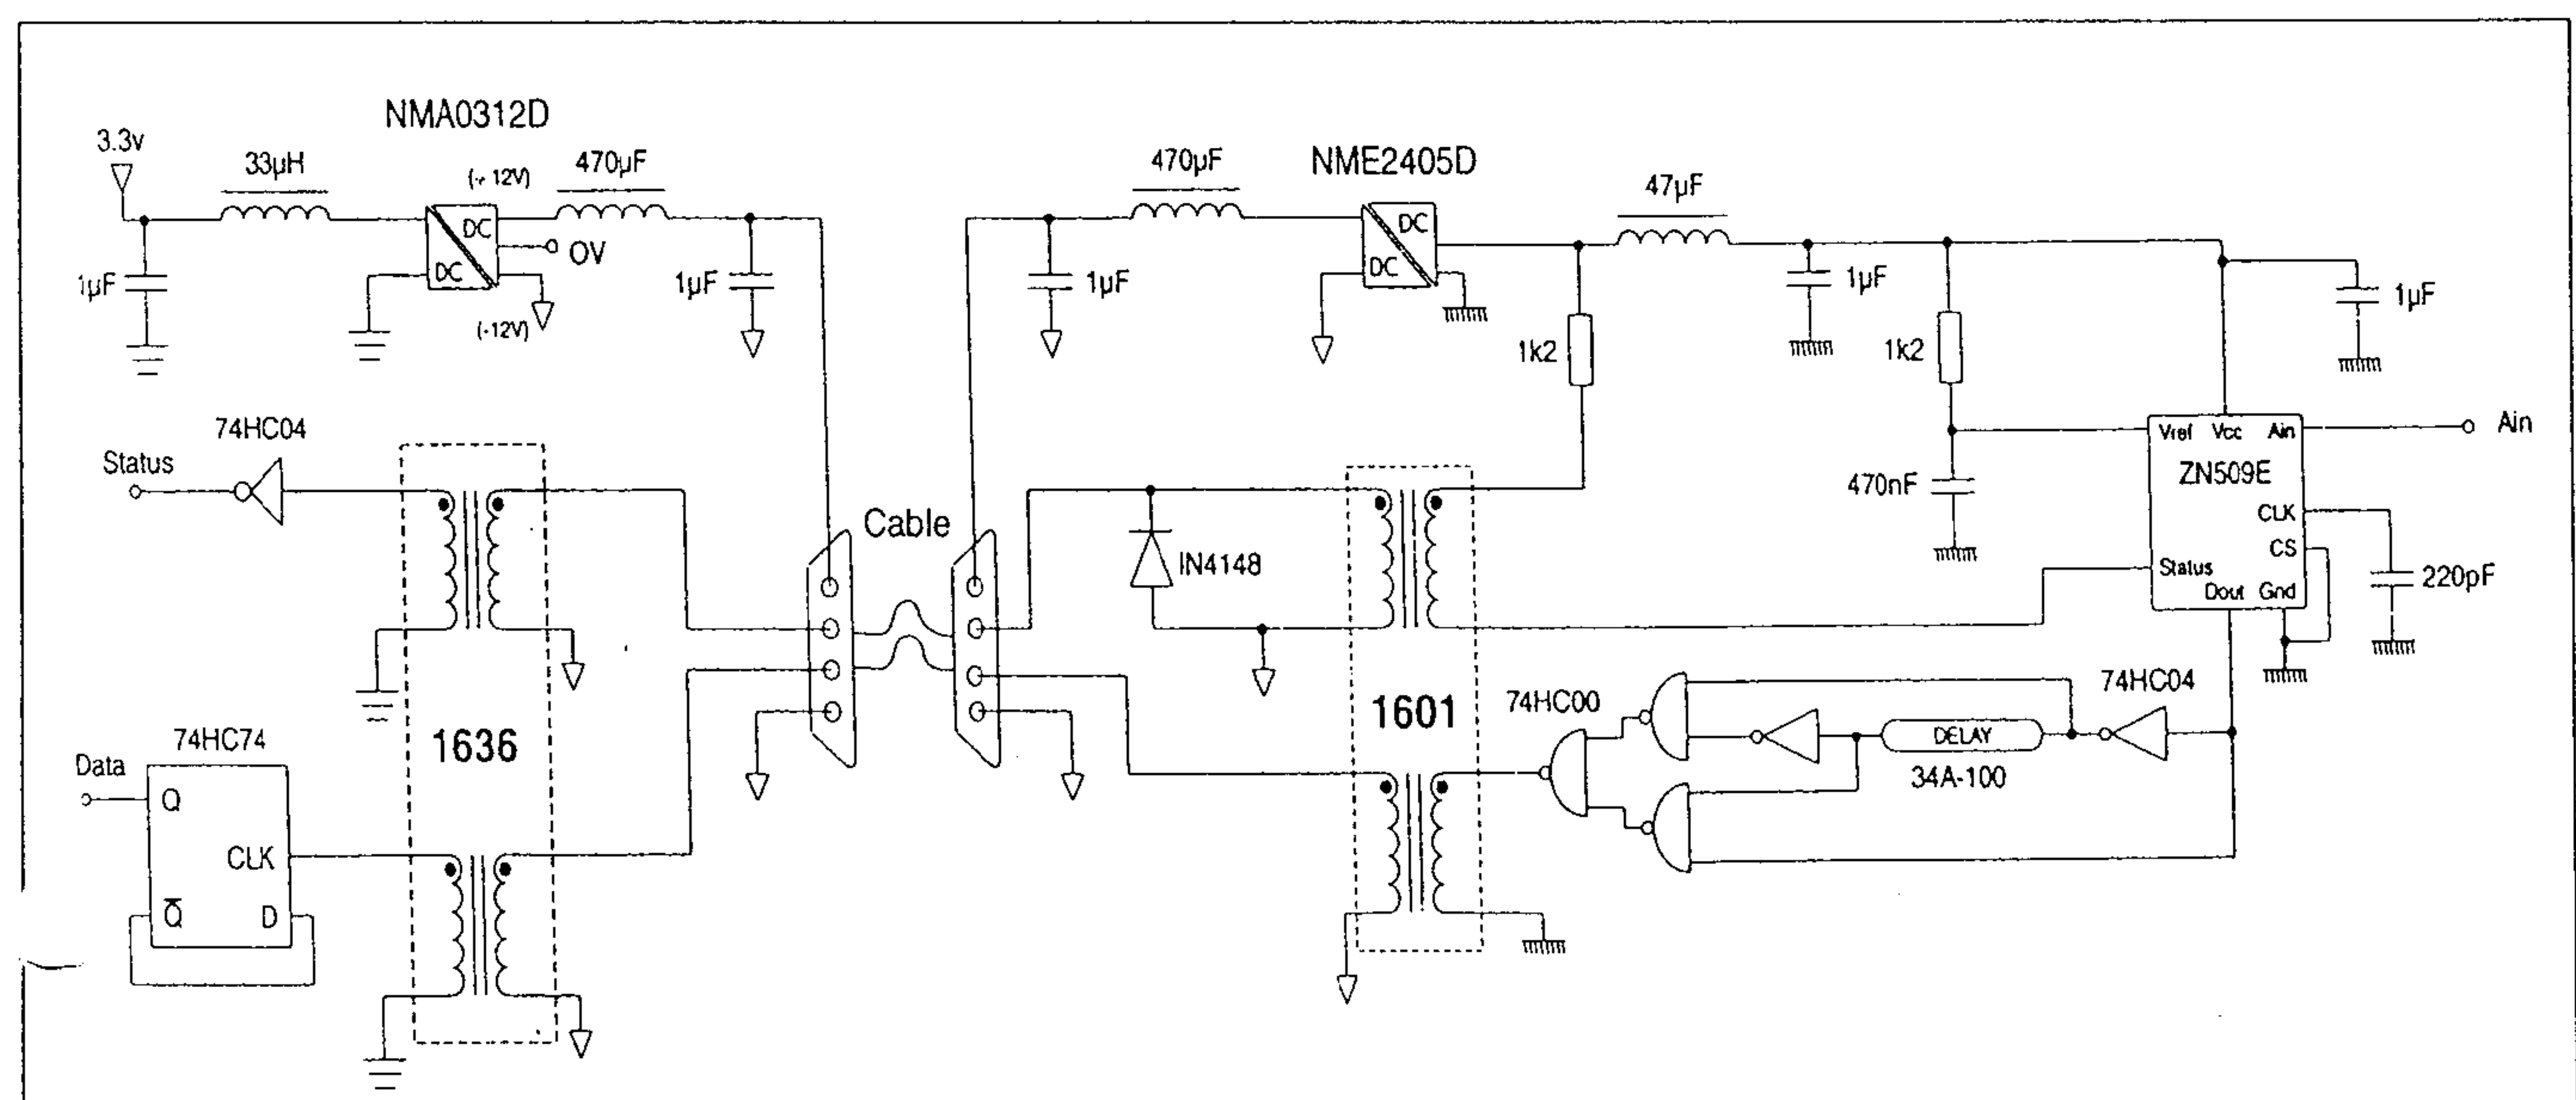 NMA0312D
3.3v
33µH
(+12V)
470µF
DC
DC
OV
(-12V)
1µF
1µF
470µF
NME2405D
47µF
DC
DC
1µF
1k2
1µF
1k2
1µF
74HC04
Status
Cable
IN4148
Vref Vcc Ain
Ain
ZN509E
470nF
CLK
CS
Status
220pF
Dout Gnd
1636
1601
74HC00
74HC04
DELAY
34A-100
74HC74
Data
Q
CLK
Q̅
D